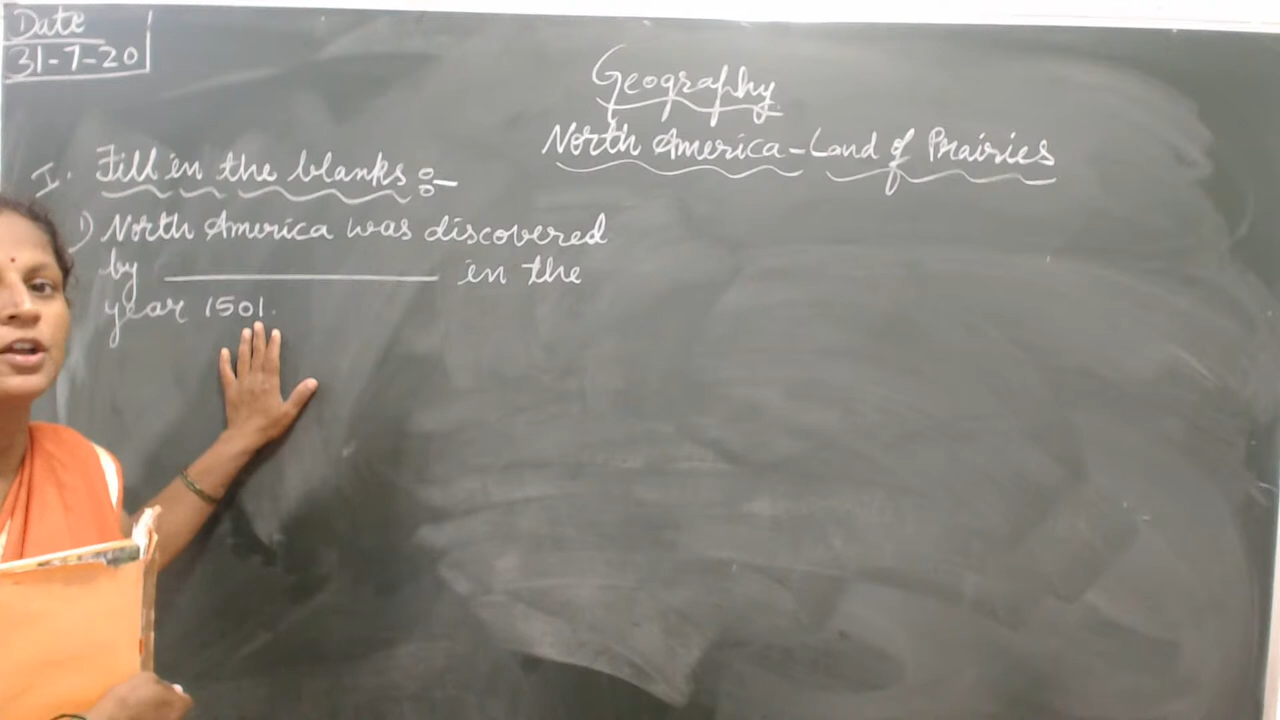 Date
31-7-20
Geography
North America - Land of Prairies
I. Fill in the blanks :-
1) North America was discovered
by __________ in the
year 1501.